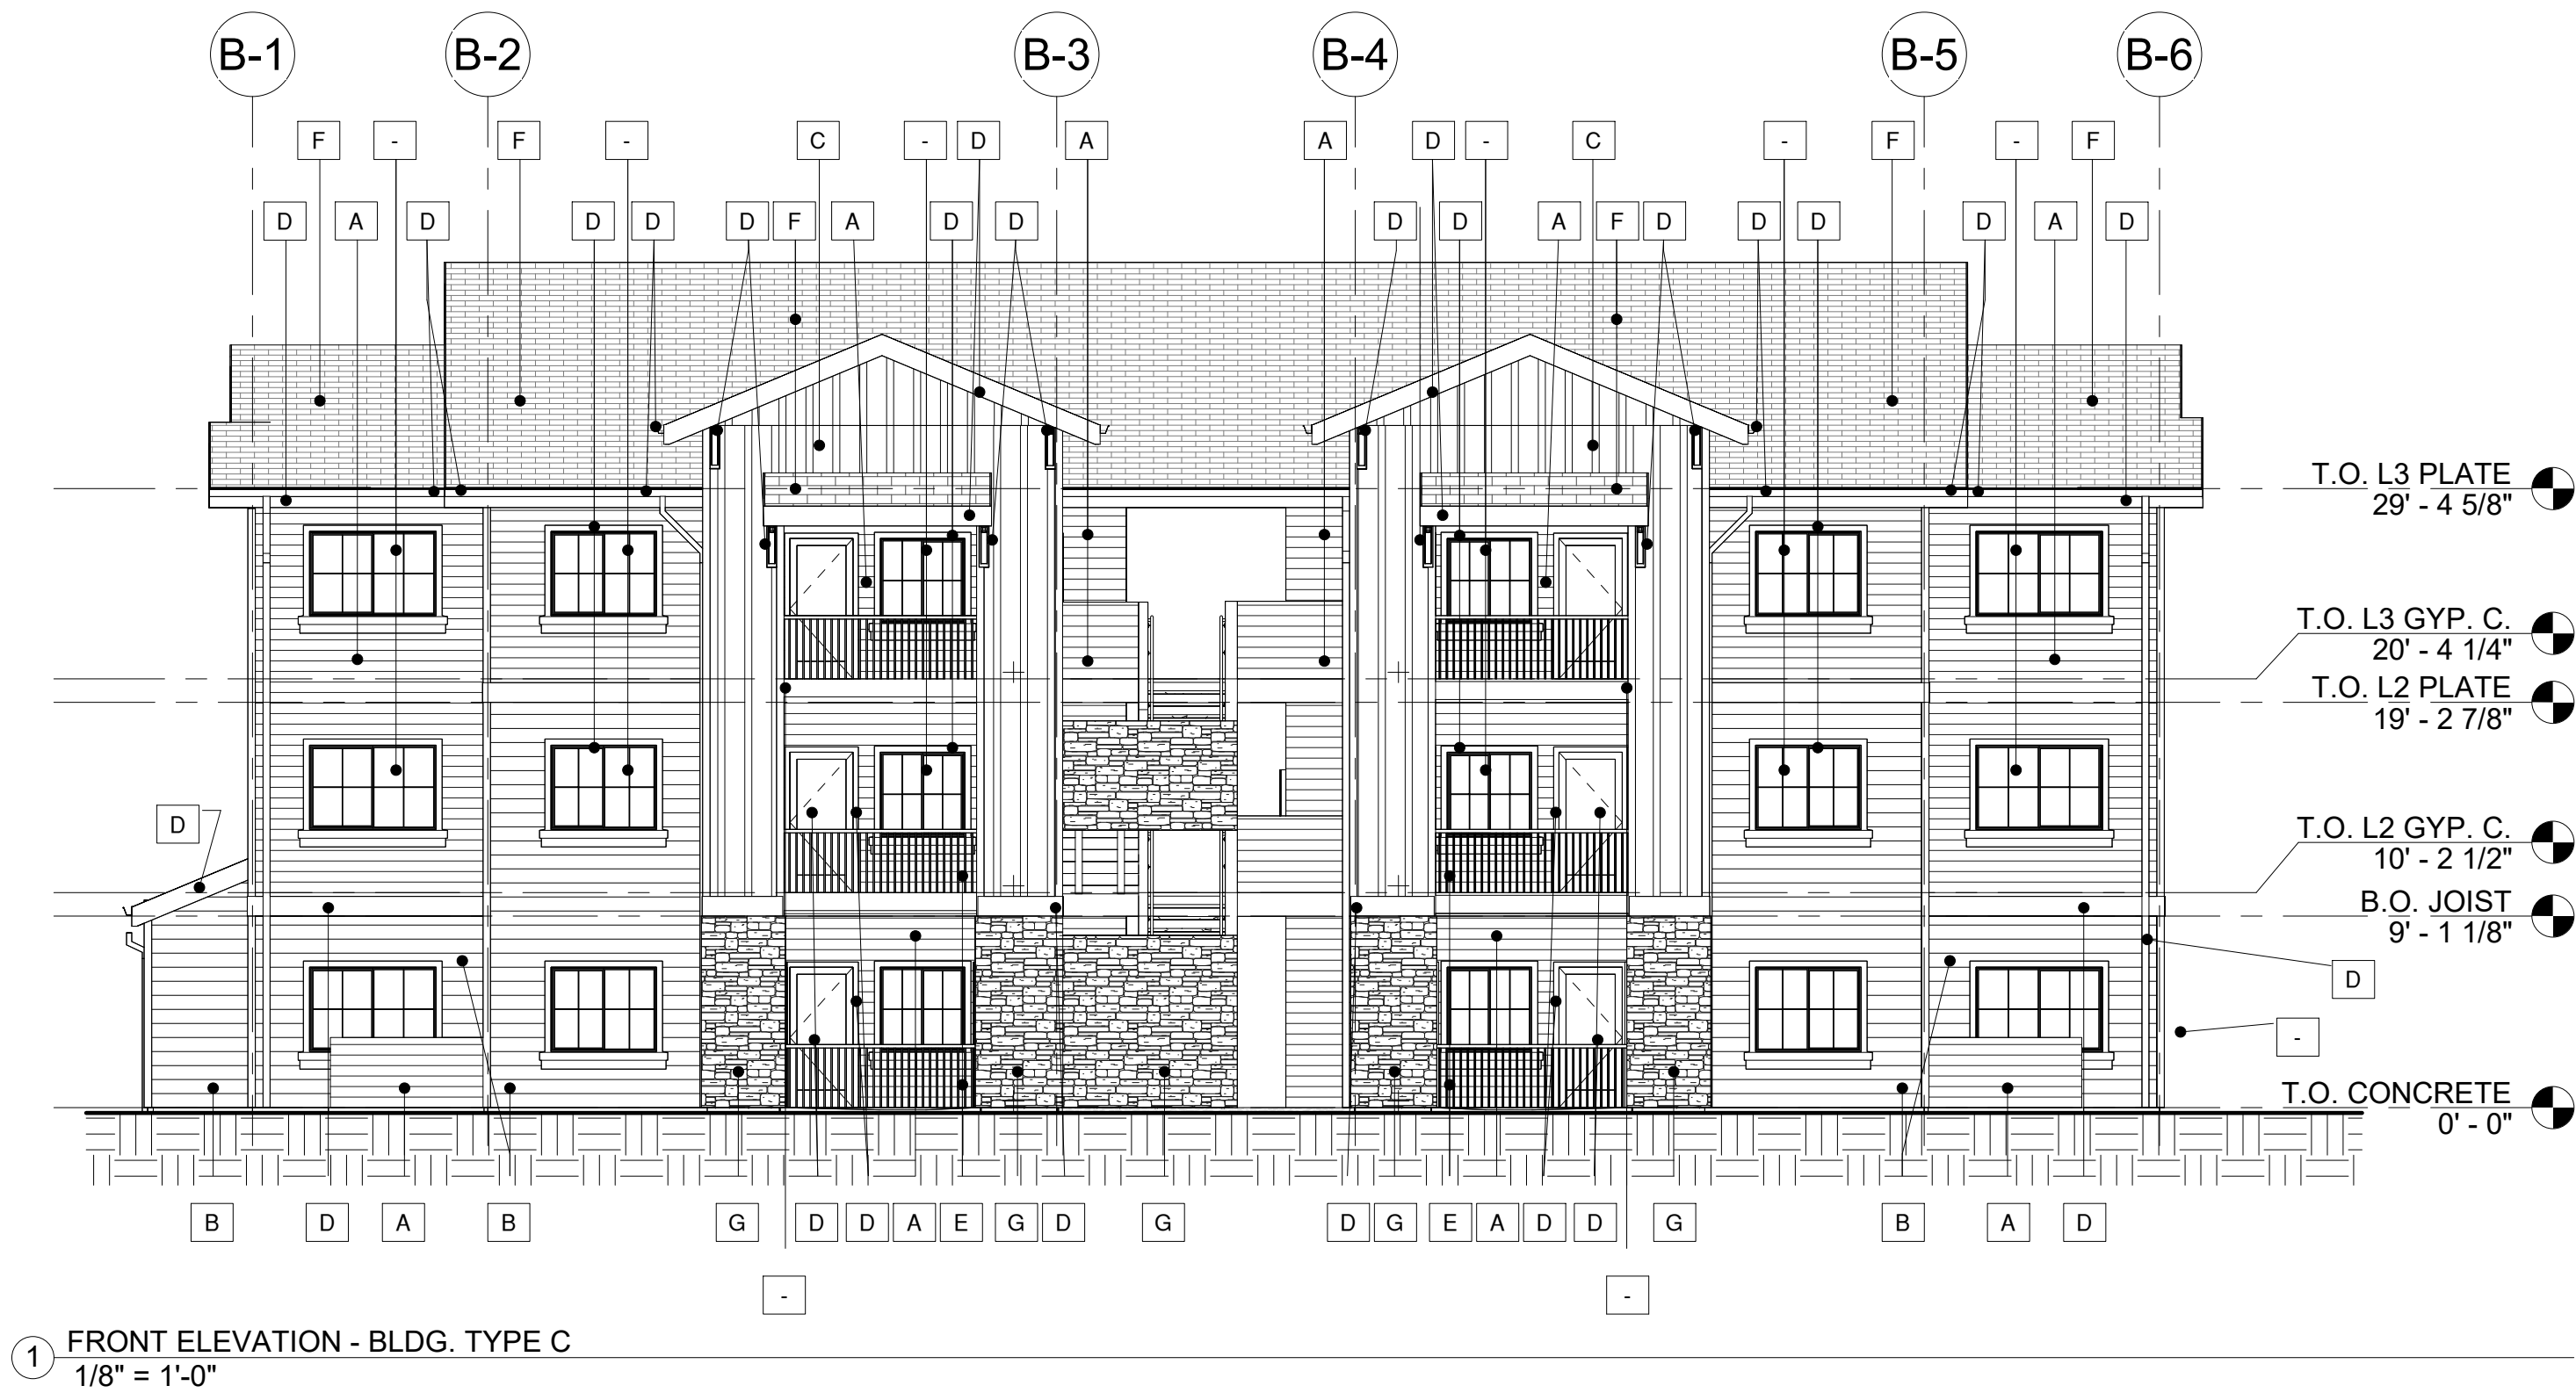 B-1 B-2 B-3 B-4 B-5 B-6
F - F - C - D A A D - C - F - F
D A D D D D F A D D D D A F D D D D A D
T.O. L3 PLATE
29' - 4 5/8"
T.O. L3 GYP. C.
20' - 4 1/4"
T.O. L2 PLATE
19' - 2 7/8"
D
T.O. L2 GYP. C.
10' - 2 1/2"
B.O. JOIST
9' - 1 1/8"
D
-
T.O. CONCRETE
0' - 0"
B D A B G D D A E G D G D G E A D D G B A D
- -
1 FRONT ELEVATION - BLDG. TYPE C
1/8" = 1'-0"